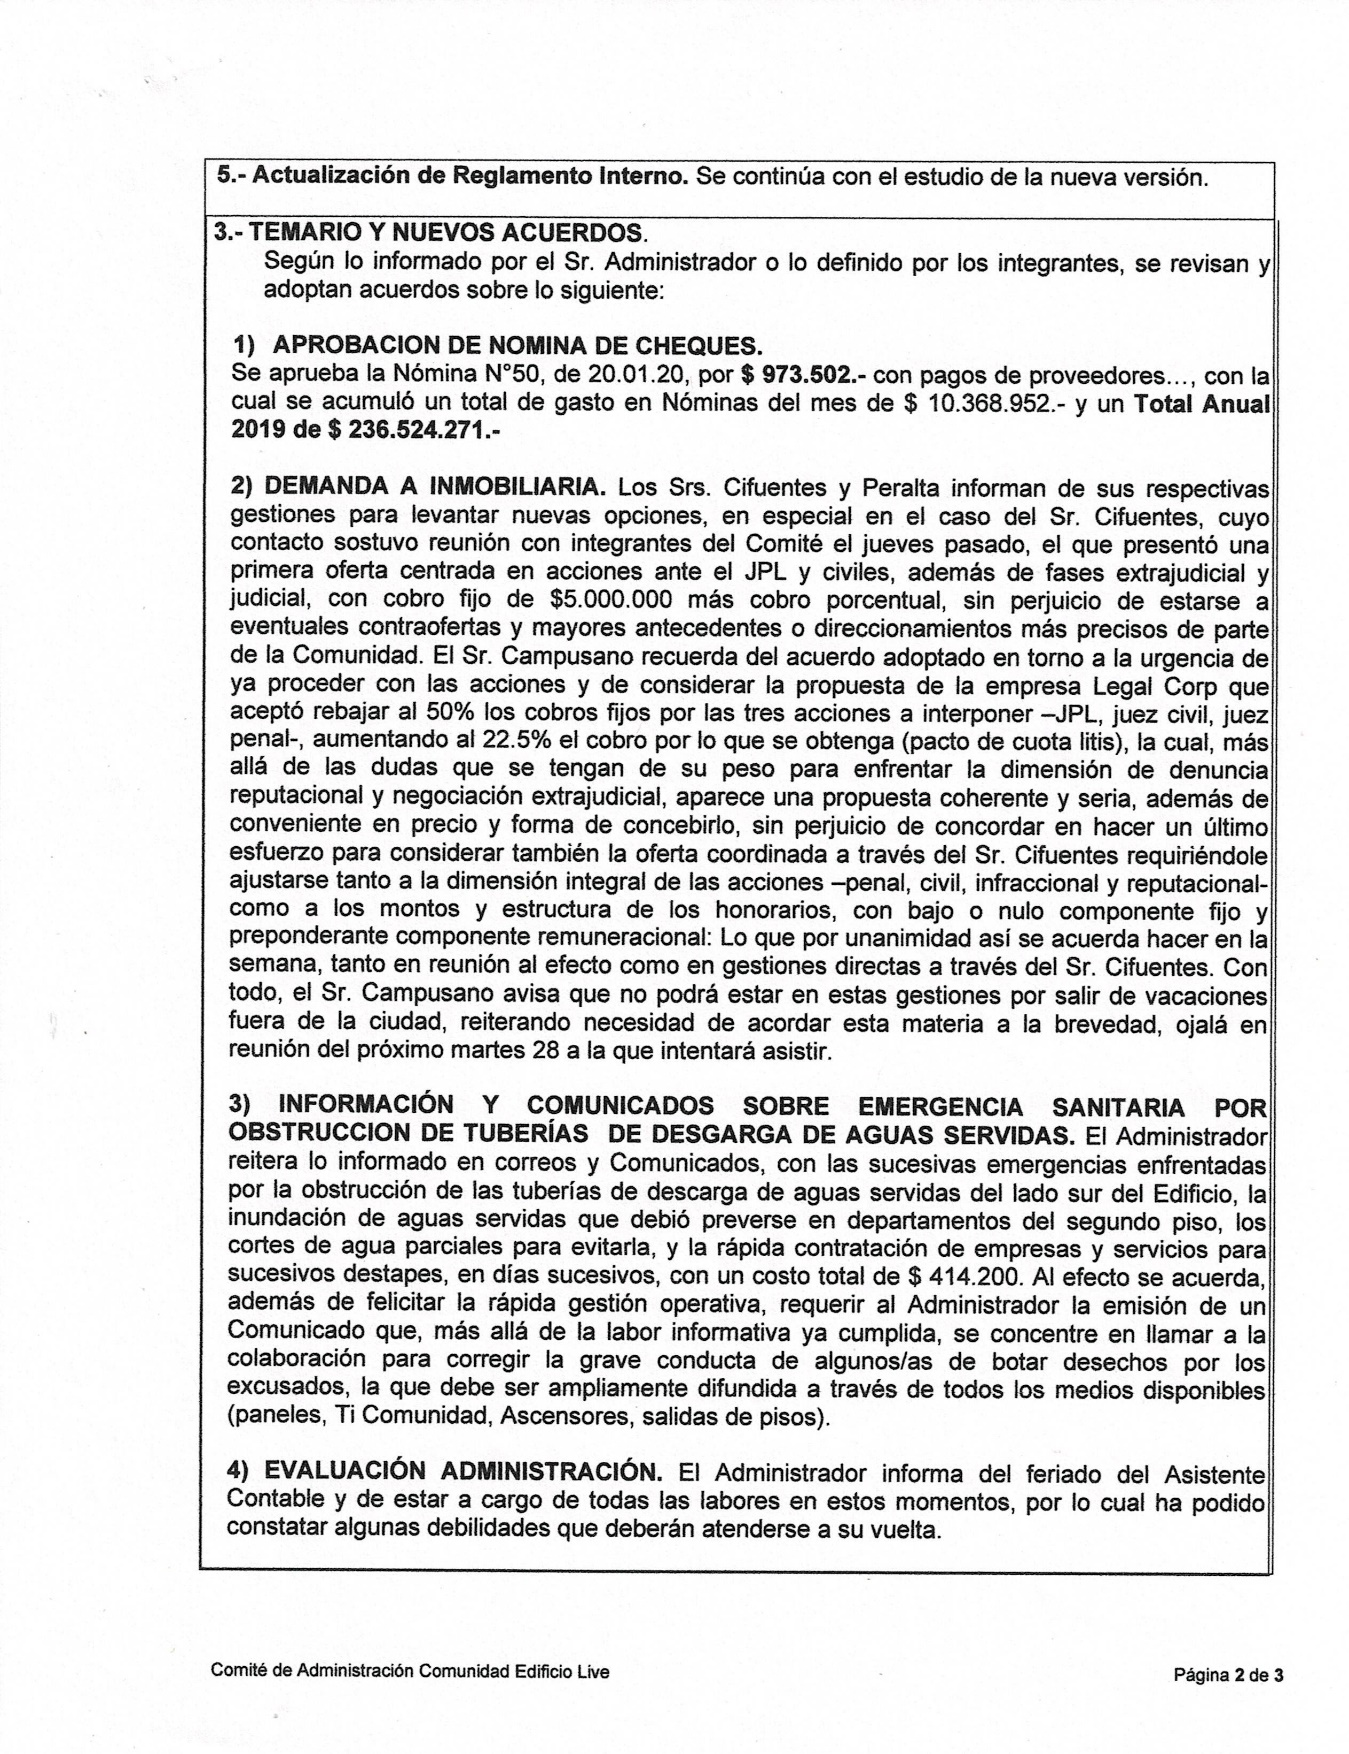 5.- Actualización de Reglamento Interno. Se continúa con el estudio de la nueva versión.
3.- TEMARIO Y NUEVOS ACUERDOS.
Según lo informado por el Sr. Administrador o lo definido por los integrantes, se revisan y
adoptan acuerdos sobre lo siguiente:
1) APROBACION DE NOMINA DE CHEQUES.
Se aprueba la Nómina N°50, de 20.01.20, por $ 973.502.- con pagos de proveedores..., con la
cual se acumuló un total de gasto en Nóminas del mes de $ 10.368.952.- y un Total Anual
2019 de $ 236.524.271.-
2) DEMANDA A INMOBILIARIA. Los Srs. Cifuentes y Peralta informan de sus respectivas
gestiones para levantar nuevas opciones, en especial en el caso del Sr. Cifuentes, cuyo
contacto sostuvo reunión con integrantes del Comité el jueves pasado, el que presentó una
primera oferta centrada en acciones ante el JPL y civiles, además de fases extrajudicial y
judicial, con cobro fijo de $5.000.000 más cobro porcentual, sin perjuicio de estarse a
eventuales contraofertas y mayores antecedentes o direccionamientos más precisos de parte
de la Comunidad. El Sr. Campusano recuerda del acuerdo adoptado en torno a la urgencia de
ya proceder con las acciones y de considerar la propuesta de la empresa Legal Corp que
aceptó rebajar al 50% los cobros fijos por las tres acciones a interponer –JPL, juez civil, juez
penal-, aumentando al 22.5% el cobro por lo que se obtenga (pacto de cuota litis), la cual, más
allá de las dudas que se tengan de su peso para enfrentar la dimensión de denuncia
reputacional y negociación extrajudicial, aparece una propuesta coherente y seria, además de
conveniente en precio y forma de concebirlo, sin perjuicio de concordar en hacer un último
esfuerzo para considerar también la oferta coordinada a través del Sr. Cifuentes requiriéndole
ajustarse tanto a la dimensión integral de las acciones –penal, civil, infraccional y reputacional-
como a los montos y estructura de los honorarios, con bajo o nulo componente fijo y
preponderante componente remuneracional: Lo que por unanimidad así se acuerda hacer en la
semana, tanto en reunión al efecto como en gestiones directas a través del Sr. Cifuentes. Con
todo, el Sr. Campusano avisa que no podrá estar en estas gestiones por salir de vacaciones
fuera de la ciudad, reiterando necesidad de acordar esta materia a la brevedad, ojalá en
reunión del próximo martes 28 a la que intentará asistir.
3) INFORMACIÓN Y COMUNICADOS SOBRE EMERGENCIA SANITARIA POR
OBSTRUCCION DE TUBERÍAS DE DESGARGA DE AGUAS SERVIDAS. El Administrador
reitera lo informado en correos y Comunicados, con las sucesivas emergencias enfrentadas
por la obstrucción de las tuberías de descarga de aguas servidas del lado sur del Edificio, la
inundación de aguas servidas que debió preverse en departamentos del segundo piso, los
cortes de agua parciales para evitarla, y la rápida contratación de empresas y servicios para
sucesivos destapes, en días sucesivos, con un costo total de $ 414.200. Al efecto se acuerda,
además de felicitar la rápida gestión operativa, requerir al Administrador la emisión de un
Comunicado que, más allá de la labor informativa ya cumplida, se concentre en llamar a la
colaboración para corregir la grave conducta de algunos/as de botar desechos por los
excusados, la que debe ser ampliamente difundida a través de todos los medios disponibles
(paneles, Ti Comunidad, Ascensores, salidas de pisos).
4) EVALUACIÓN ADMINISTRACIÓN. El Administrador informa del feriado del Asistente
Contable y de estar a cargo de todas las labores en estos momentos, por lo cual ha podido
constatar algunas debilidades que deberán atenderse a su vuelta.
Comité de Administración Comunidad Edificio Live
Página 2 de 3